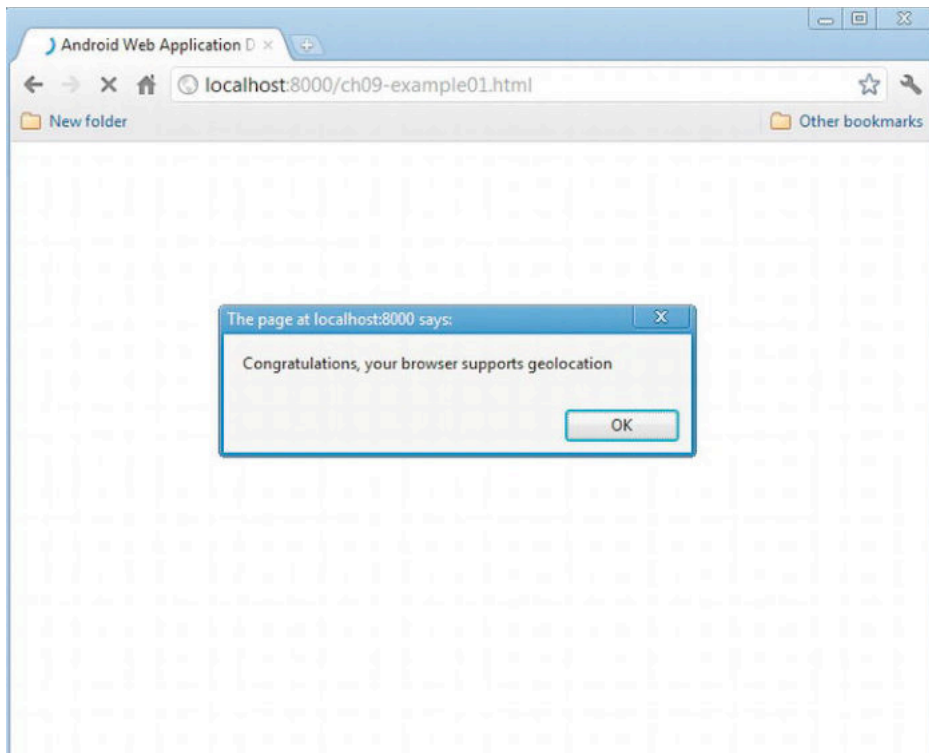 Android Web Application D
localhost:8000/ch09-example01.html
New folder
Other bookmarks
The page at localhost:8000 says:
Congratulations, your browser supports geolocation
OK